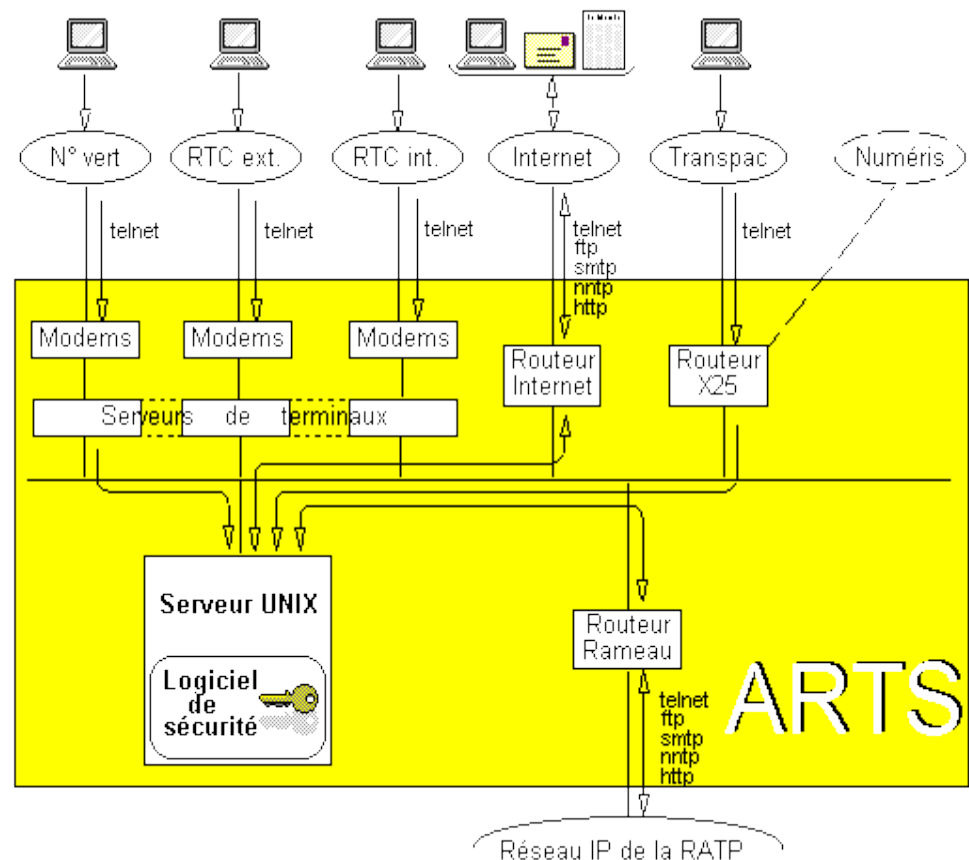 Le Monde
N° vert
RTC ext.
RTC int.
Internet
Transpac
Numéris
telnet
telnet
telnet
telnet
ftp
smtp
nntp
http
telnet
Modems
Modems
Modems
Routeur
Internet
Routeur
X25
Serveurs de terminaux
Serveur UNIX
Logiciel
de
sécurité
Routeur
Rameau
ARTS
telnet
ftp
smtp
nntp
http
Réseau IP de la RATP